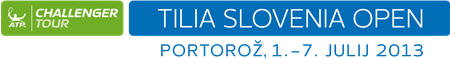 ATP. CHALLENGER
TOUR
TILIA SLOVENIA OPEN
PORTOROŽ, 1.–7. JULIJ 2013